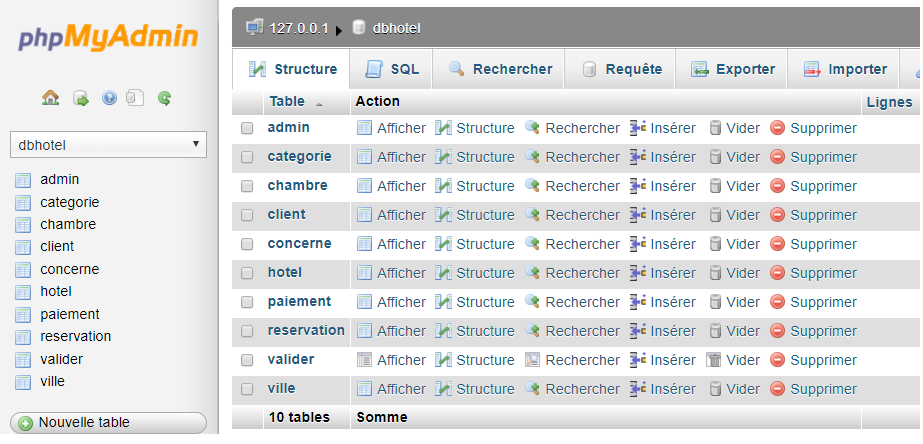 phpMyAdmin
dbhotel
admin
categorie
chambre
client
concerne
hotel
paiement
reservation
valider
ville
Nouvelle table
127.0.0.1 dbhotel
Structure SQL Rechercher Requête Exporter Importer
Table Action Lignes
admin Afficher Structure Rechercher Insérer Vider Supprimer
categorie Afficher Structure Rechercher Insérer Vider Supprimer
chambre Afficher Structure Rechercher Insérer Vider Supprimer
client Afficher Structure Rechercher Insérer Vider Supprimer
concerne Afficher Structure Rechercher Insérer Vider Supprimer
hotel Afficher Structure Rechercher Insérer Vider Supprimer
paiement Afficher Structure Rechercher Insérer Vider Supprimer
reservation Afficher Structure Rechercher Insérer Vider Supprimer
valider Afficher Structure Rechercher Insérer Vider Supprimer
ville Afficher Structure Rechercher Insérer Vider Supprimer
10 tables Somme